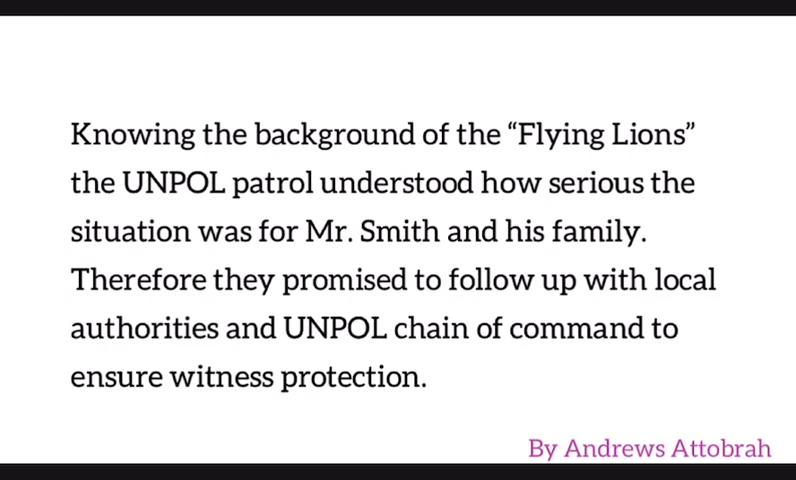 Knowing the background of the “Flying Lions”
the UNPOL patrol understood how serious the
situation was for Mr. Smith and his family.
Therefore they promised to follow up with local
authorities and UNPOL chain of command to
ensure witness protection.
By Andrews Attobrah